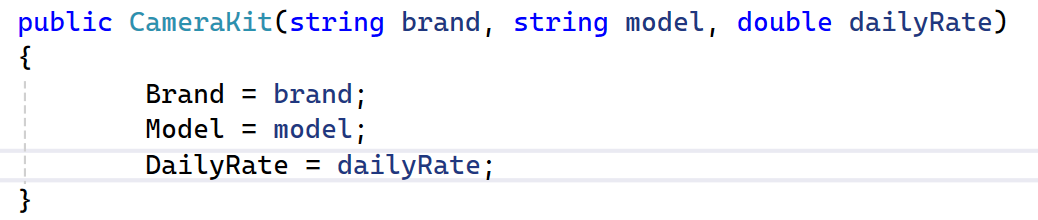 public CameraKit(string brand, string model, double dailyRate)
{
Brand = brand;
Model = model;
DailyRate = dailyRate;
}